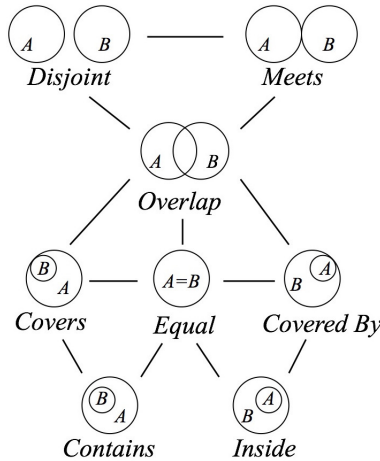 A B A B
Disjoint Meets
A B
Overlap
B A A=B A B
Covers Equal Covered By
B A A B
Contains Inside